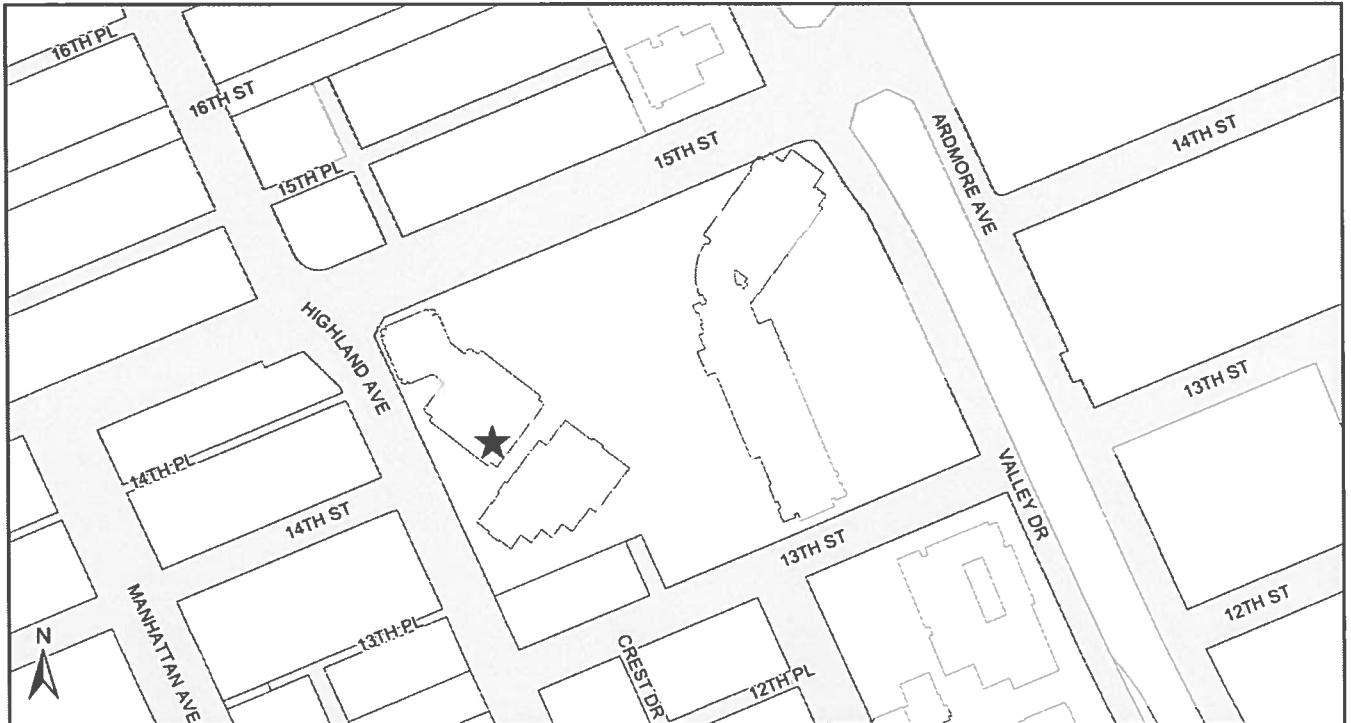 16TH PL
16TH ST
15TH PL
15TH ST
ARDMORE AVE
14TH ST
HIGHLAND AVE
13TH ST
14TH PL
14TH ST
VALLEY DR
13TH ST
MANHATTAN AVE
13TH PL
CREST DR
12TH PL
12TH ST
N